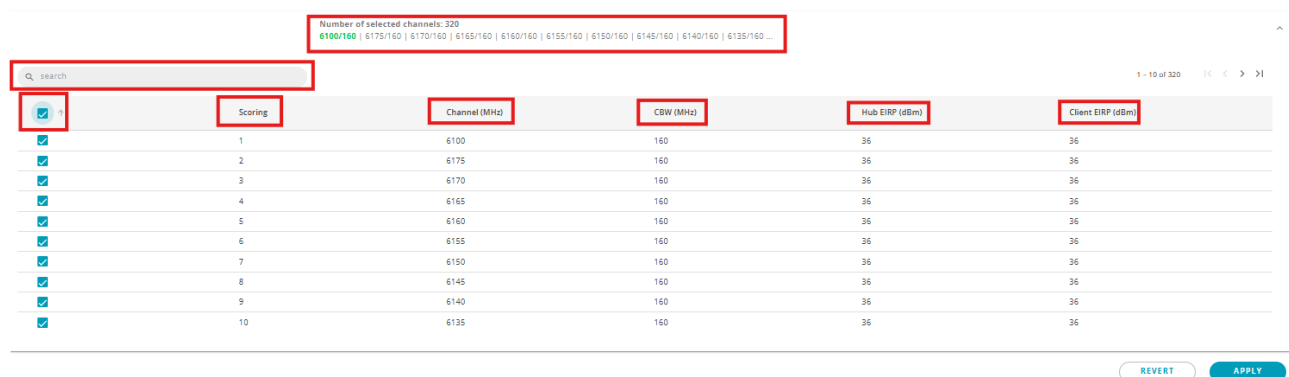 Number of selected channels: 320
6100/160 | 6175/160 | 6170/160 | 6165/160 | 6160/160 | 6155/160 | 6150/160 | 6145/160 | 6140/160 | 6135/160 ...
search
1 - 10 of 320
Scoring Channel (MHz) CBW (MHz) Hub EIRP (dBm) Client EIRP (dBm)
1 6100 160 36 36
2 6175 160 36 36
3 6170 160 36 36
4 6165 160 36 36
5 6160 160 36 36
6 6155 160 36 36
7 6150 160 36 36
8 6145 160 36 36
9 6140 160 36 36
10 6135 160 36 36
REVERT APPLY